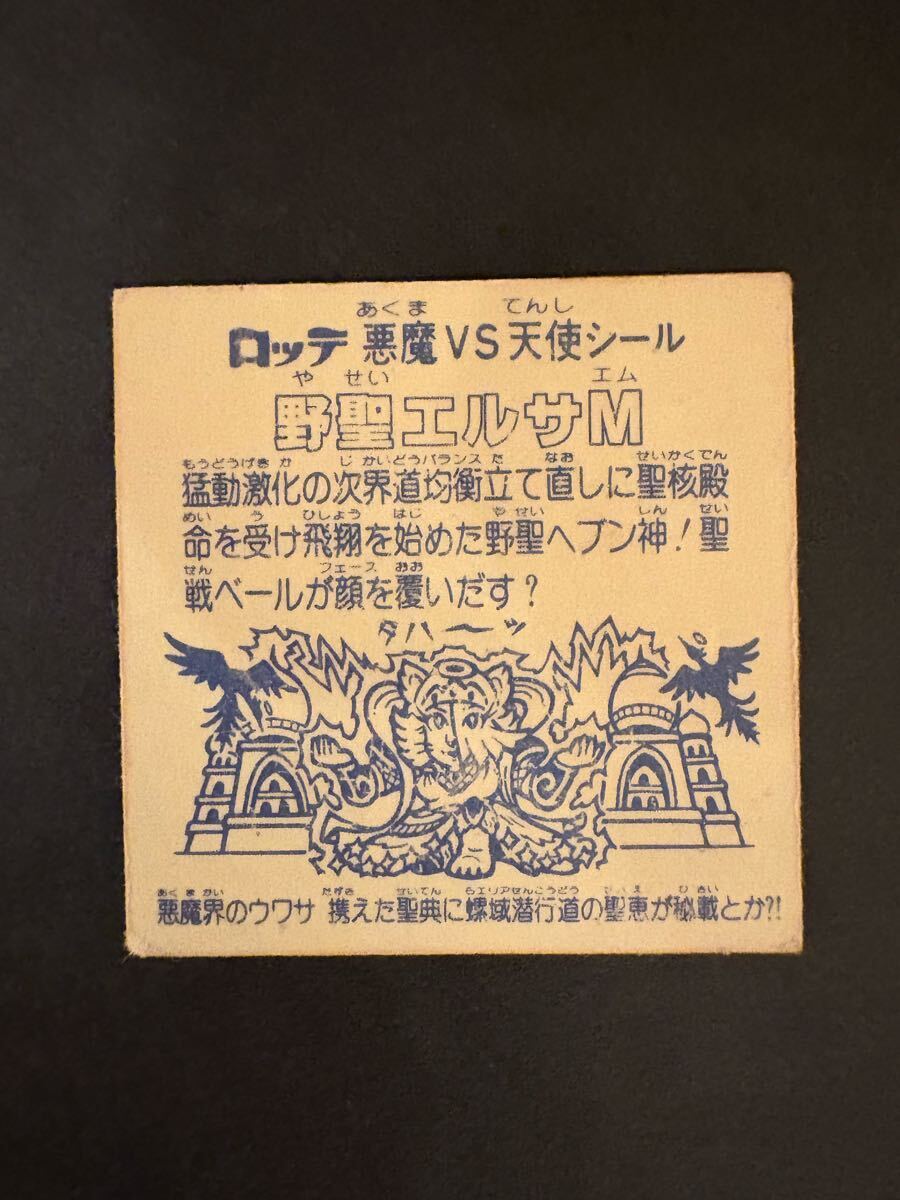 あくま てんし
ロッテ 悪魔VS天使シール
や せい エム
野聖エルサM
もうどうげき か じ かいどうバランス た なお せいかくでん
猛動激化の次界道均衡立て直しに聖核殿
めい う ひしょう はじ や せい しん せい
命を受け飛翔を始めた野聖ヘブン神！聖
せん フェース おお
戦ベールが顔を覆いだす？
タハーッ
あく ま かい せいてん エリアせんこうどう ひ さい
悪魔界のウワサ 携えた聖典に螺域潜行道の聖恵が秘載とか?!